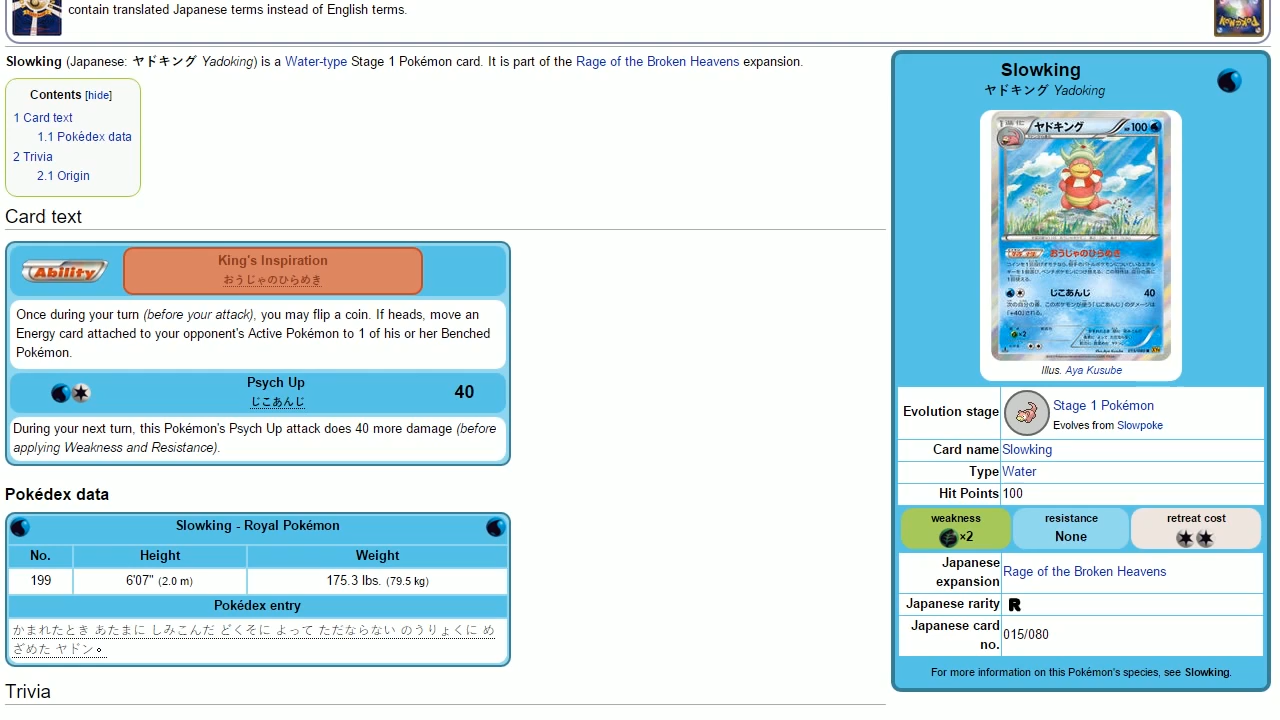 contain translated Japanese terms instead of English terms.
Slowking (Japanese: ヤドキング Yadoking) is a Water-type Stage 1 Pokémon card. It is part of the Rage of the Broken Heavens expansion.
Contents [hide]
1 Card text
1.1 Pokédex data
2 Trivia
2.1 Origin
Card text
Ability
King's Inspiration
おうじゃのひらめき
Once during your turn (before your attack), you may flip a coin. If heads, move an
Energy card attached to your opponent's Active Pokémon to 1 of his or her Benched
Pokémon.
Psych Up
じこあんじ
40
During your next turn, this Pokémon's Psych Up attack does 40 more damage (before
applying Weakness and Resistance).
Pokédex data
Slowking - Royal Pokémon
No. Height Weight
199 6'07" (2.0 m) 175.3 lbs. (79.5 kg)
Pokédex entry
かまれたとき あたまに しみこんだ どくそに よって ただならない のうりょくに め
ざめた ヤドン。
Trivia
Slowking
ヤドキング Yadoking
ヤドキング
HP 100
おうじゃのひらめき
じこあんじ 40
Illus. Aya Kusube
Evolution stage Stage 1 Pokémon
Evolves from Slowpoke
Card name Slowking
Type Water
Hit Points 100
weakness resistance retreat cost
×2 None
Japanese expansion Rage of the Broken Heavens
Japanese rarity R
Japanese card no. 015/080
For more information on this Pokémon's species, see Slowking.